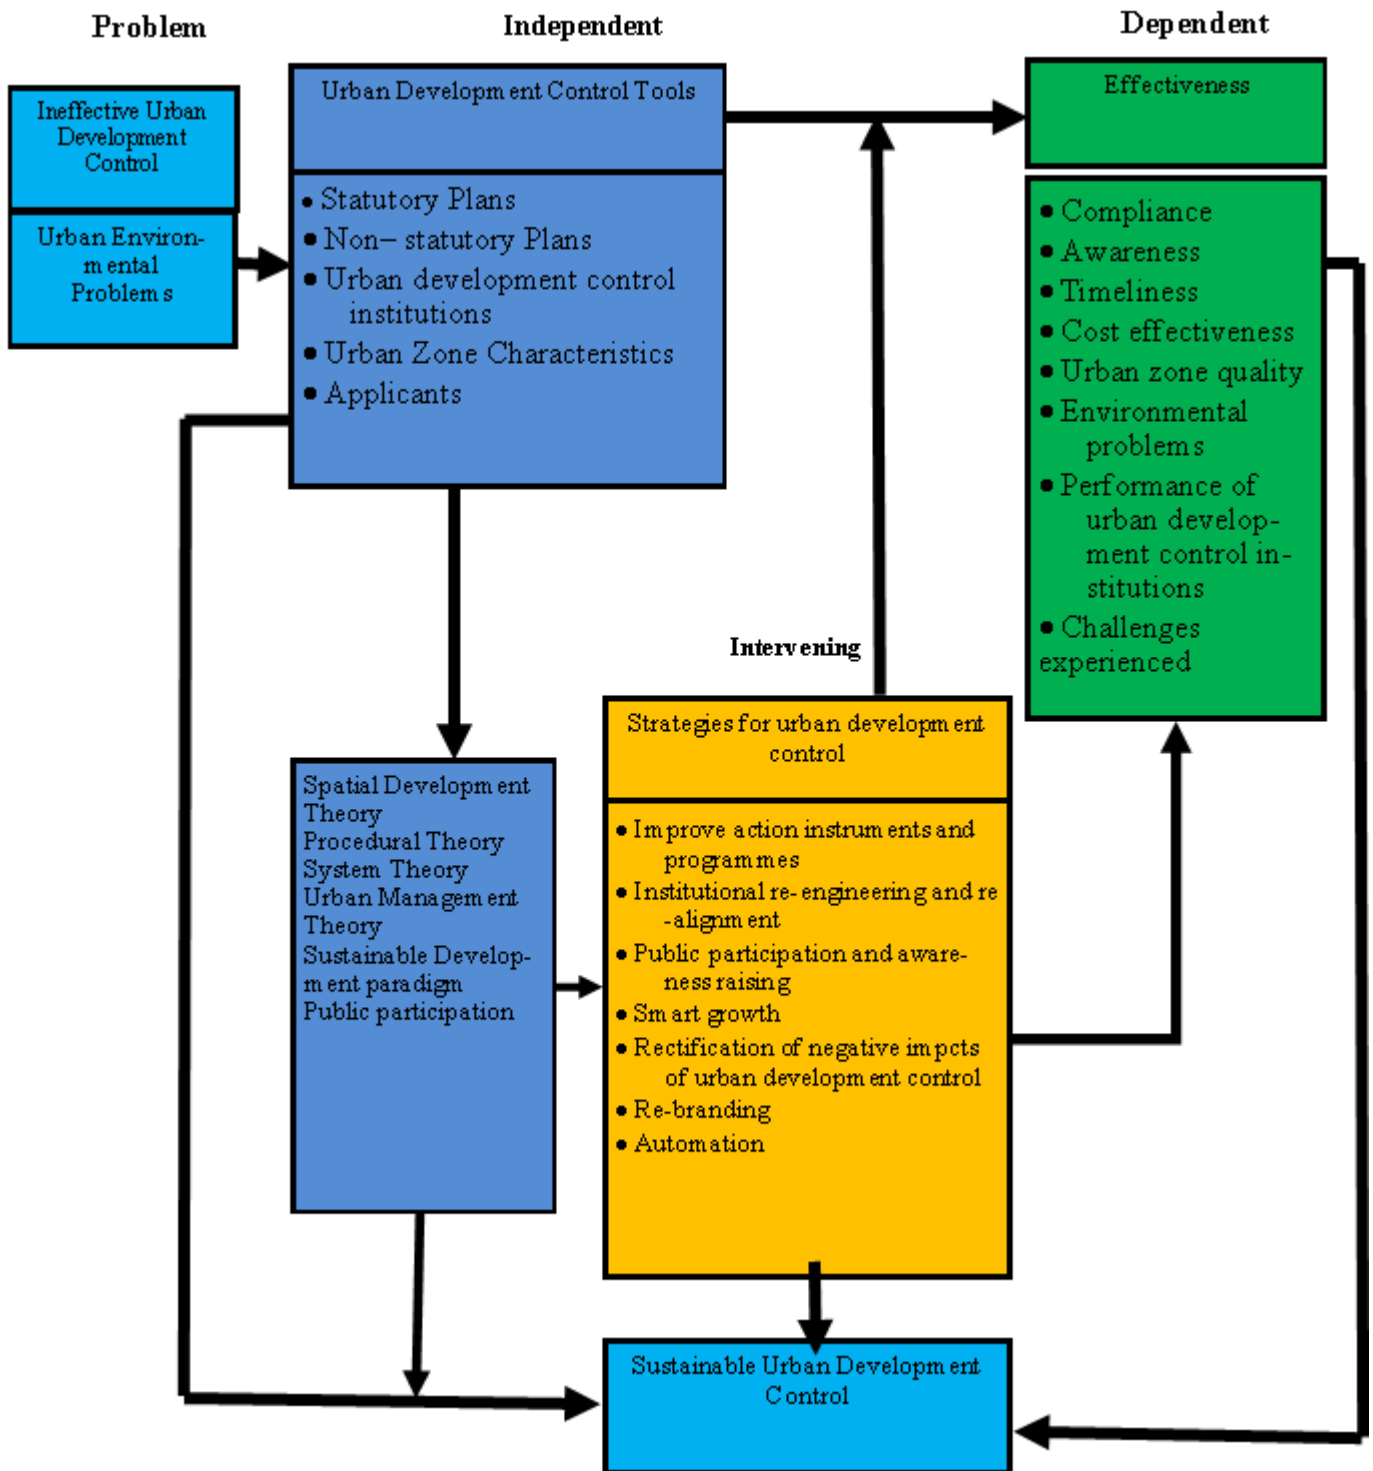 Problem
Independent
Dependent
Ineffective Urban
Development
Control
Urban Environ-
mental
Problems
Urban Development Control Tools
• Statutory Plans
• Non– statutory Plans
• Urban development control
institutions
• Urban Zone Characteristics
• Applicants
Effectiveness
• Compliance
• Awareness
• Timeliness
• Cost effectiveness
• Urban zone quality
• Environmental
problems
• Performance of
urban develop-
ment control in-
stitutions
• Challenges
experienced
Intervening
Spatial Development
Theory
Procedural Theory
System Theory
Urban Management
Theory
Sustainable Develop-
ment paradigm
Public participation
Strategies for urban development
control
• Improve action instruments and
programmes
• Institutional re-engineering and re
-alignment
• Public participation and aware-
ness raising
• Smart growth
• Rectification of negative impcts
of urban development control
• Re-branding
• Automation
Sustainable Urban Development
Control